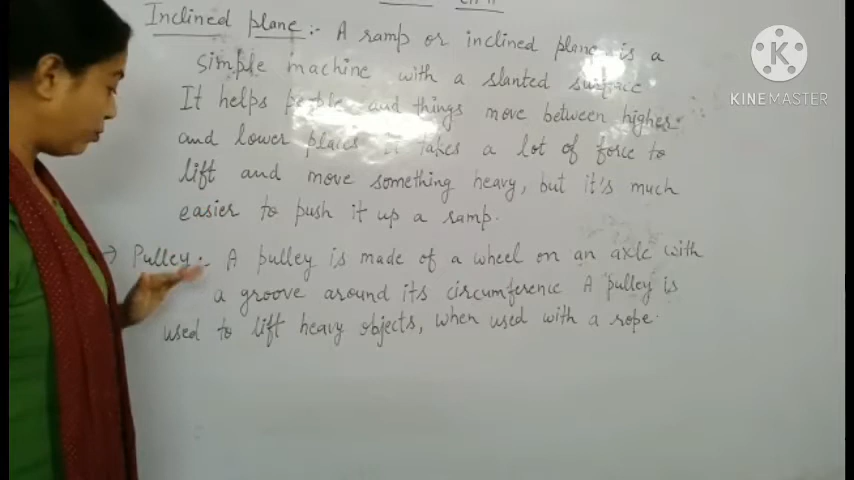 Inclined plane :- A ramp or inclined plane is a
simple machine with a slanted surface
It helps people and things move between higher
and lower places It takes a lot of force to
lift and move something heavy, but it's much
easier to push it up a ramp.
→ Pulley :- A pulley is made of a wheel on an axle with
a groove around its circumference A pulley is
used to lift heavy objects, when used with a rope.
K
KINEMASTER